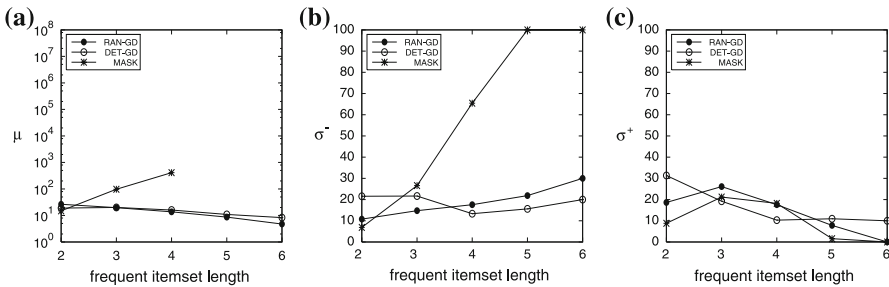 (a)
10^8
10^7
10^6
10^5
10^4
10^3
10^2
10^1
10^0
μ
RAN-GD
DET-GD
MASK
2 3 4 5 6
frequent itemset length
(b)
100
90
80
70
60
50
40
30
20
10
0
σ^-
RAN-GD
DET-GD
MASK
2 3 4 5 6
frequent itemset length
(c)
100
90
80
70
60
50
40
30
20
10
0
σ^+
RAN-GD
DET-GD
MASK
2 3 4 5 6
frequent itemset length